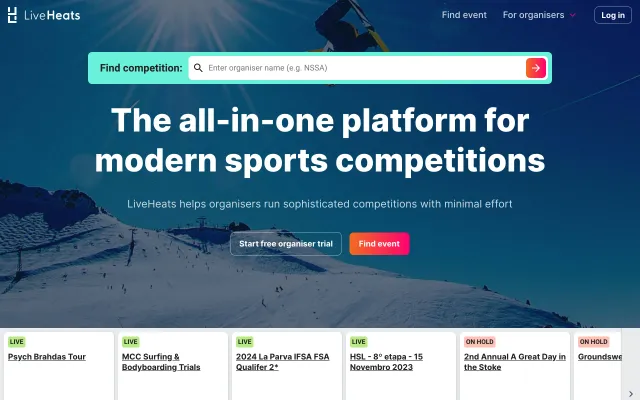 LiveHeats
Find event
For organisers
Log in
Find competition:
Enter organiser name (e.g. NSSA)
The all-in-one platform for
modern sports competitions
LiveHeats helps organisers run sophisticated competitions with minimal effort
Start free organiser trial
Find event
LIVE
Psych Brahdas Tour
LIVE
MCC Surfing &
Bodyboarding Trials
LIVE
2024 La Parva IFSA FSA
Qualifer 2*
LIVE
HSL - 8º etapa - 15
Novembro 2023
ON HOLD
2nd Annual A Great Day in
the Stoke
ON HOLD
Groundswe